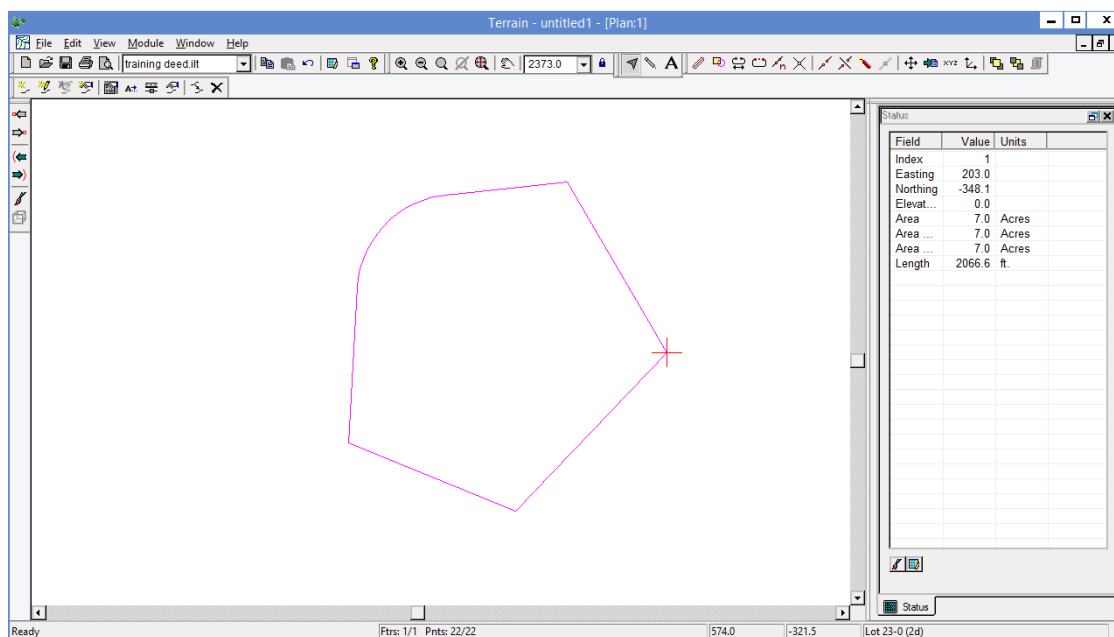 Terrain - untitled1 - [Plan:1]
File Edit View Module Window Help
training deed.ilt 2373.0 A XYZ
A±
Status
Field Value Units
Index 1
Easting 203.0
Northing -348.1
Elevat... 0.0
Area 7.0 Acres
Area ... 7.0 Acres
Area ... 7.0 Acres
Length 2066.6 ft.
Status
Ready Ftrs: 1/1 Pnts: 22/22 574.0 -321.5 Lot 23-0 (2d)